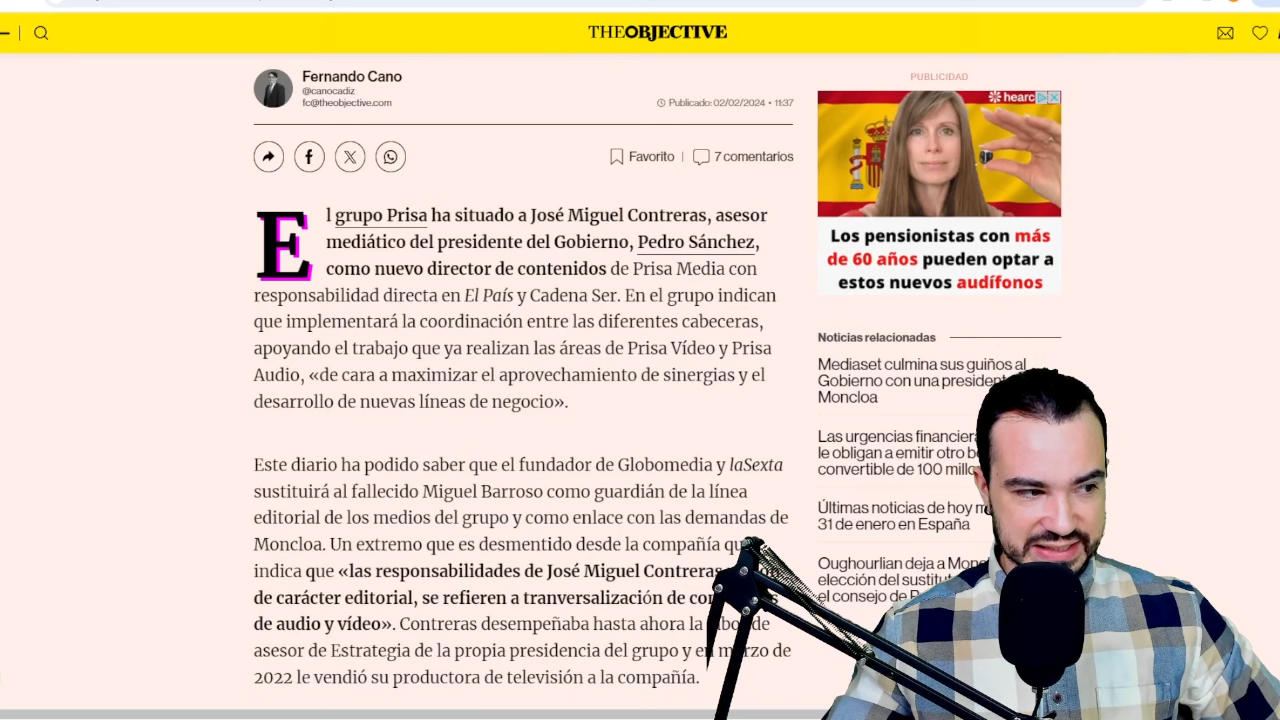 THEOBJECTIVE
Fernando Cano
@canocadiz
fc@theobjective.com
Publicado: 02/02/2024 • 11:37
Favorito
7 comentarios
El grupo Prisa ha situado a José Miguel Contreras, asesor
mediático del presidente del Gobierno, Pedro Sánchez,
como nuevo director de contenidos de Prisa Media con
responsabilidad directa en El País y Cadena Ser. En el grupo indican
que implementará la coordinación entre las diferentes cabeceras,
apoyando el trabajo que ya realizan las áreas de Prisa Vídeo y Prisa
Audio, «de cara a maximizar el aprovechamiento de sinergias y el
desarrollo de nuevas líneas de negocio».
Este diario ha podido saber que el fundador de Globomedia y laSexta
sustituirá al fallecido Miguel Barroso como guardián de la línea
editorial de los medios del grupo y como enlace con las demandas de
Moncloa. Un extremo que es desmentido desde la compañía
indica que «las responsabilidades de José Miguel Contreras
de carácter editorial, se refieren a tranversalización de
de audio y vídeo». Contreras desempeñaba hasta ahora la de
asesor de Estrategia de la propia presidencia del grupo y en marzo de
2022 le vendió su productora de televisión a la compañía.
PUBLICIDAD
hearc
Los pensionistas con más
de 60 años pueden optar a
estos nuevos audífonos
Noticias relacionadas
Mediaset culmina sus guiños al
Gobierno con una
Moncloa
Las urgencias
le obligan a emitir otro
convertible de 100
Últimas noticias de hoy
31 de enero en España
Oughourlian deja a
elección del
el consejo de